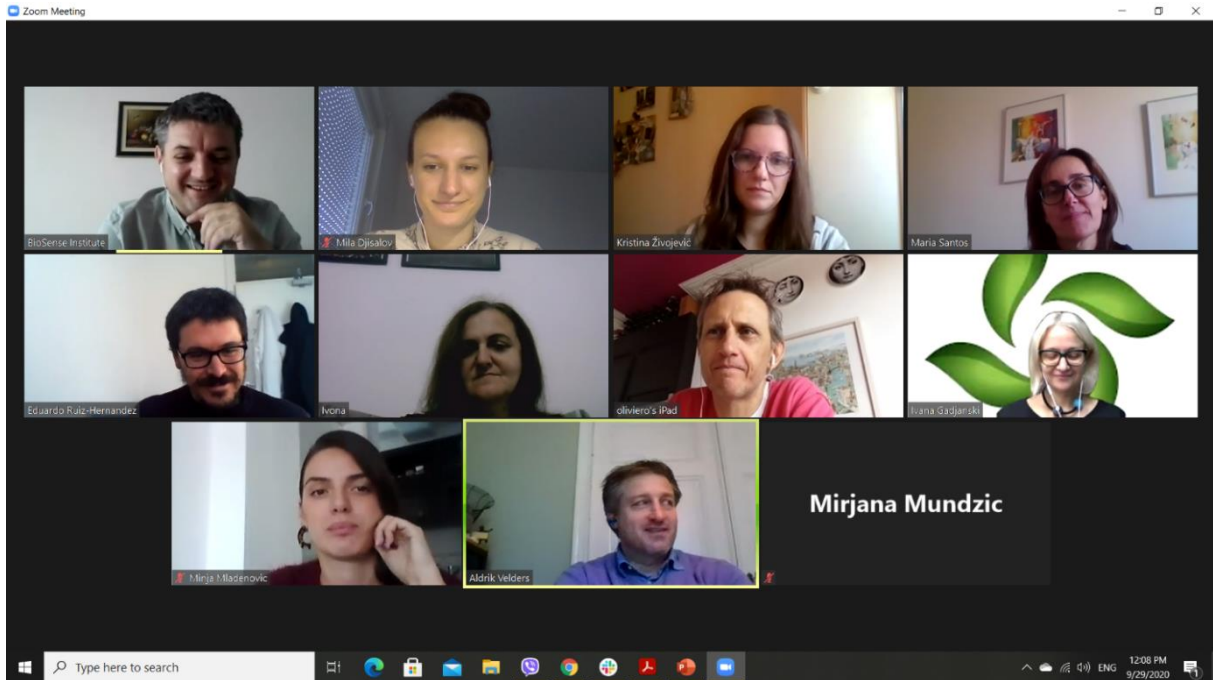 Zoom Meeting
BioSense Institute
Mila Djisalov
Kristina Živojević
Maria Santos
Eduardo Ruiz-Hernandez
Ivona
oliviero's iPad
Ivana Gadjanski
Minja Mladenovic
Aldrik Velders
Mirjana Mundzic
Type here to search
ENG
12:08 PM
9/29/2020
1